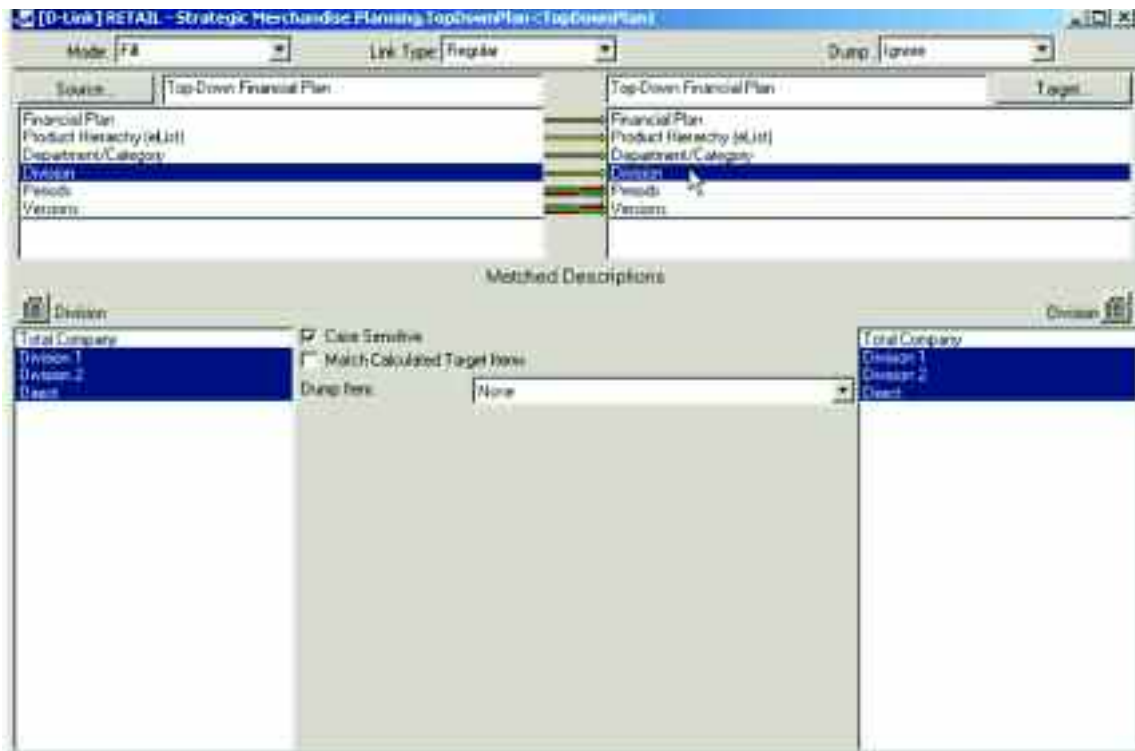 [D-Link] RETAIL - Strategic Merchandise Planning.TopDownPlan <TopDownPlan>
Mode: Fill Link Type: Regular Dump: Ignore
Source... Top-Down Financial Plan Top-Down Financial Plan Target...
Financial Plan Financial Plan
Product Hierarchy (eList) Product Hierarchy (eList)
Department/Category Department/Category
Division Division
Periods Periods
Versions Versions
Matched Descriptions
Division Division
Total Company Case Sensitive Total Company
Division 1 Match Calculated Target Items Division 1
Division 2 Division 2
Direct Dump Item: None Direct